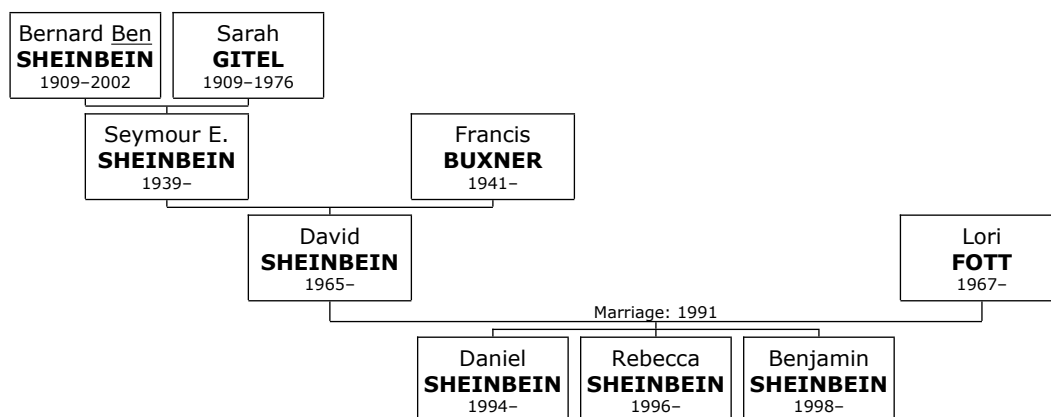 Bernard Ben
SHEINBEIN
1909–2002
Sarah
GITEL
1909–1976
Seymour E.
SHEINBEIN
1939–
Francis
BUXNER
1941–
David
SHEINBEIN
1965–
Lori
FOTT
1967–
Marriage: 1991
Daniel
SHEINBEIN
1994–
Rebecca
SHEINBEIN
1996–
Benjamin
SHEINBEIN
1998–